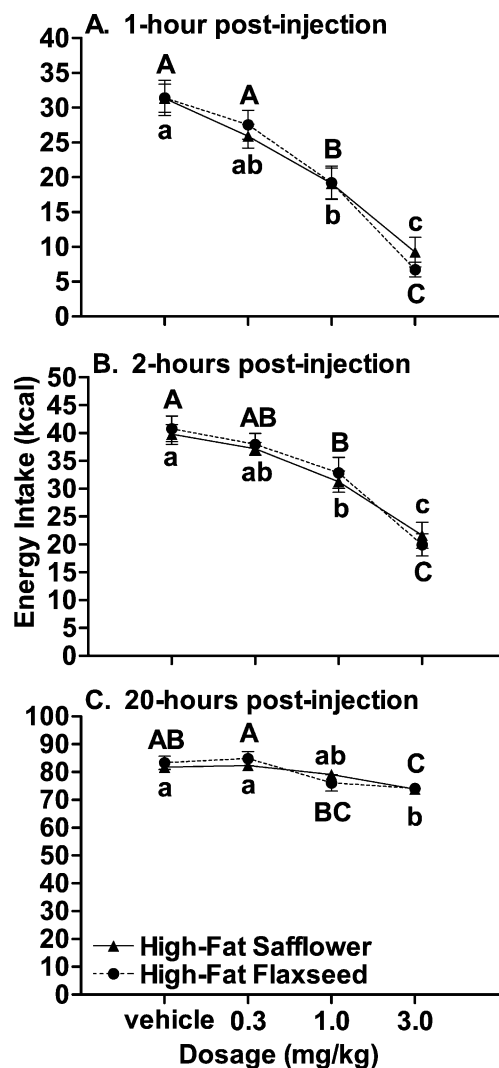 A. 1-hour post-injection
40
35
30
25
20
15
10
5
0
A
A
B
c
a
ab
b
C
Energy Intake (kcal)
B. 2-hours post-injection
50
45
40
35
30
25
20
15
10
5
0
A
AB
B
c
a
ab
b
C
C. 20-hours post-injection
100
90
80
70
60
50
40
30
20
10
0
AB
A
ab
C
a
a
BC
b
High-Fat Safflower
High-Fat Flaxseed
vehicle 0.3 1.0 3.0
Dosage (mg/kg)